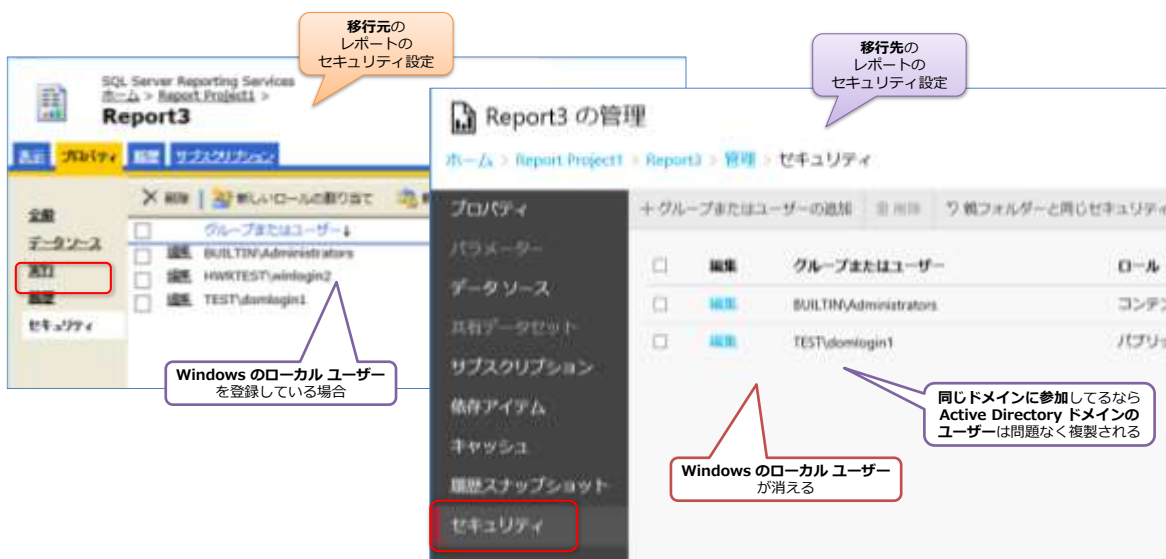 移行元の
レポートの
セキュリティ設定
SQL Server Reporting Services
ホーム > Report Project1 >
Report3
表示 プロパティ 履歴 サブスクリプション
全般
データソース
実行
履歴
セキュリティ
削除 | 新しいロールの割り当て
グループまたはユーザー↓
編集 BUILTIN\Administrators
編集 HWRTEST\winlogin2
編集 TEST\domlogin1
Windows のローカル ユーザー
を登録している場合
移行先の
レポートの
セキュリティ設定
Report3 の管理
ホーム > Report Project1 > Report3 > 管理 > セキュリティ
プロパティ
パラメーター
データ ソース
共有データセット
サブスクリプション
依存アイテム
キャッシュ
履歴スナップショット
セキュリティ
+ グループまたはユーザーの追加 削除 親フォルダーと同じセキュリティ
編集 グループまたはユーザー ロール
編集 BUILTIN\Administrators コンテン
編集 TEST\domlogin1 パブリッ
同じドメインに参加してるなら
Active Directory ドメインの
ユーザーは問題なく複製される
Windows のローカル ユーザー
が消える